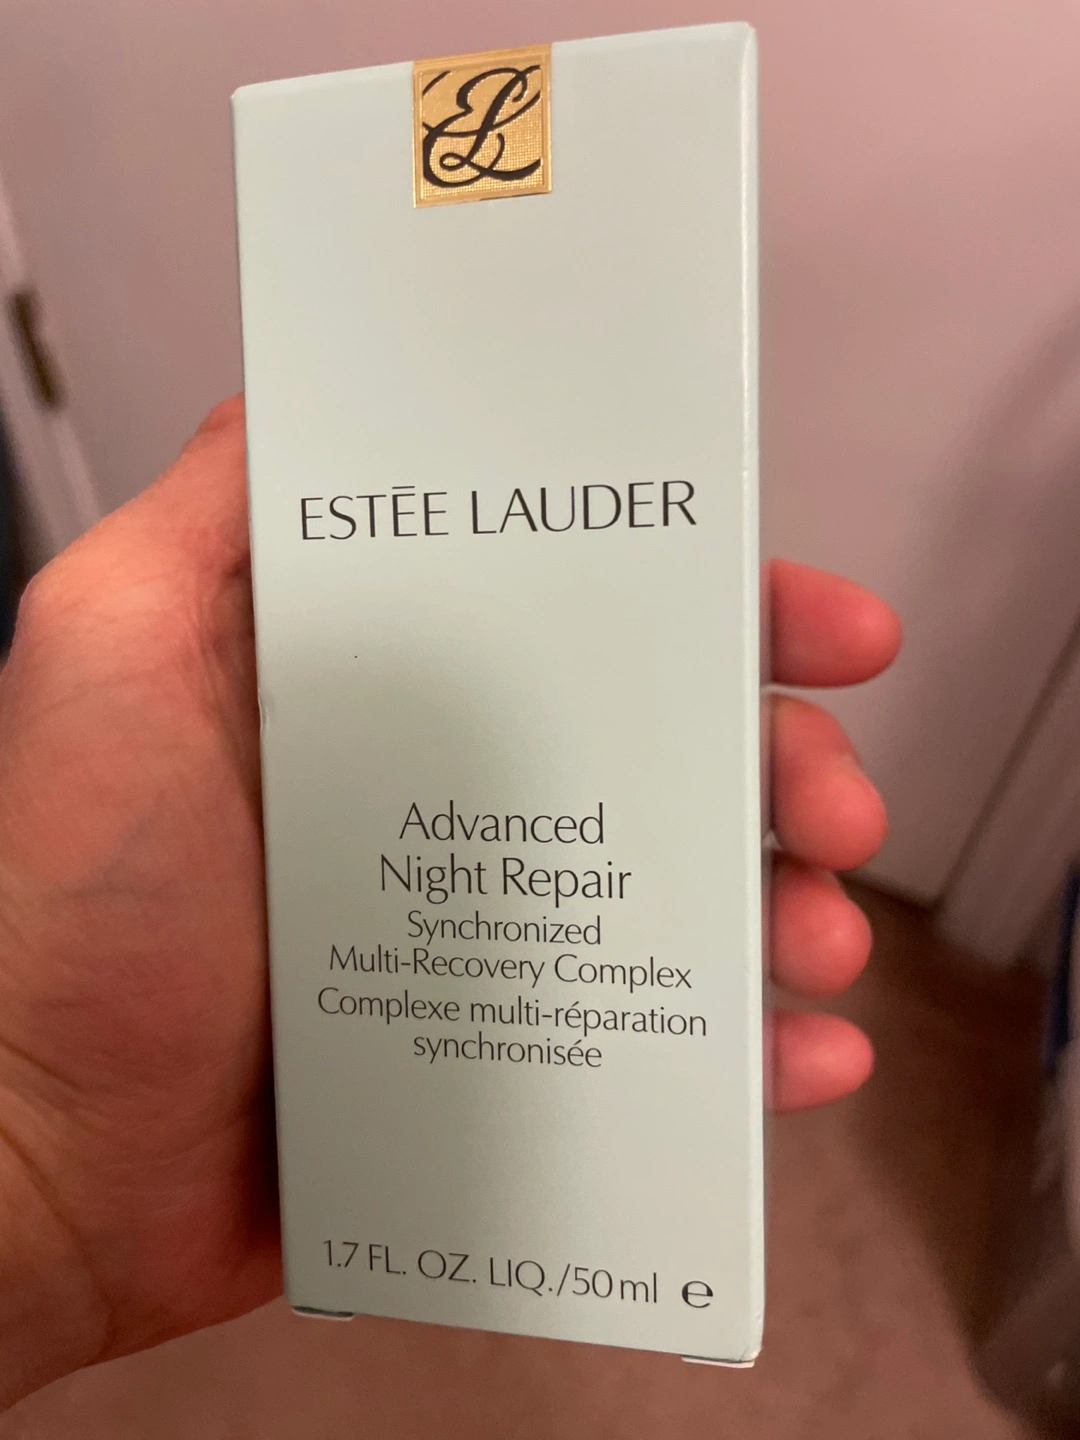 EL
ESTĒE LAUDER
Advanced
Night Repair
Synchronized
Multi-Recovery Complex
Complexe multi-réparation
synchronisée
1.7 FL. OZ. LIQ./50 ml ℮